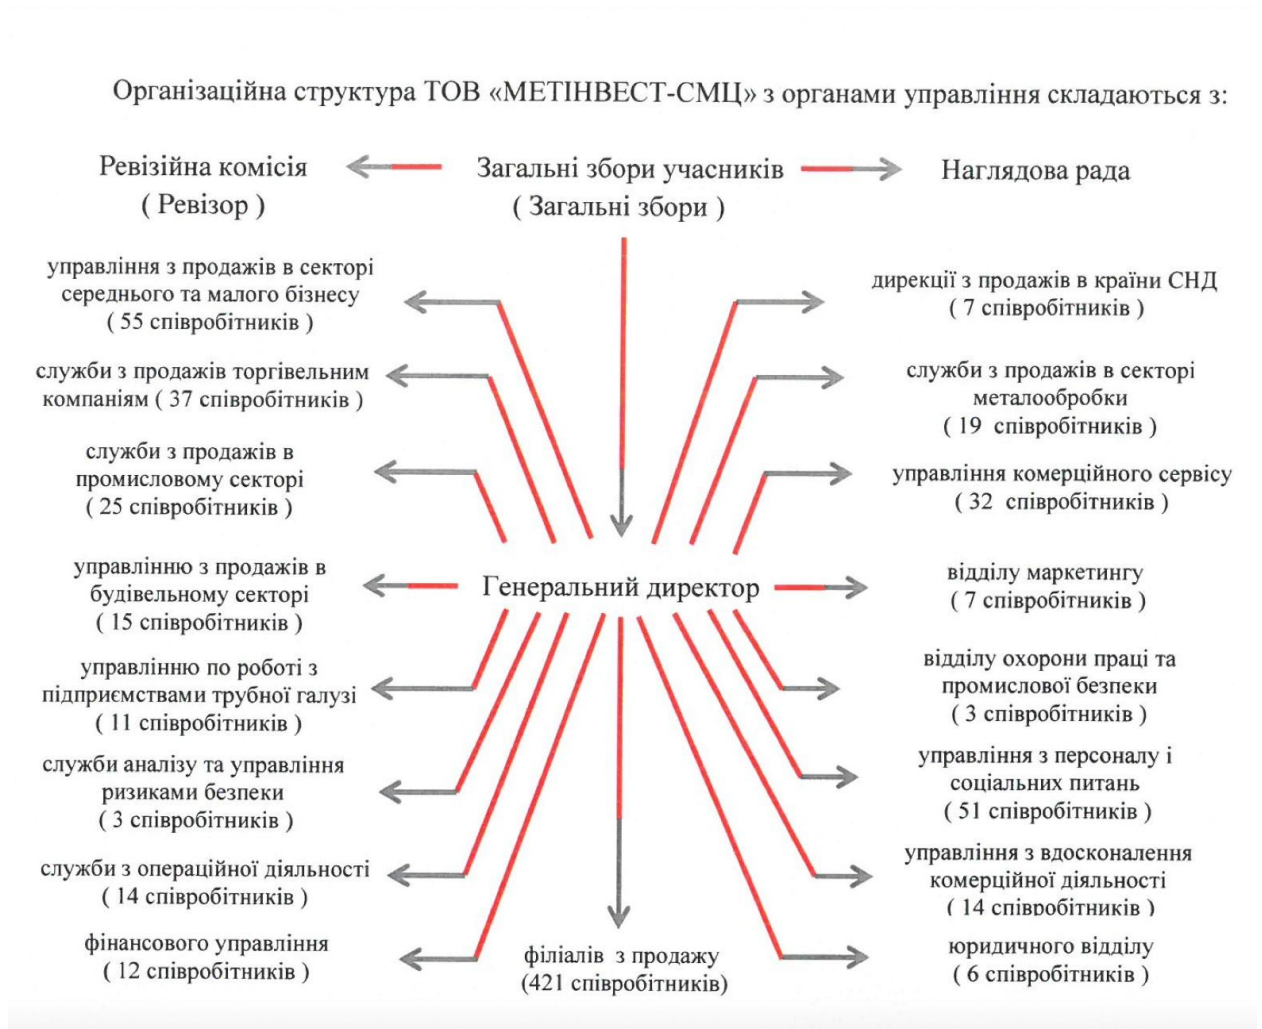 Організаційна структура ТОВ «МЕТІНВЕСТ-СМЦ» з органами управління складаються з:
Ревізійна комісія
( Ревізор )
Загальні збори учасників
( Загальні збори )
Наглядова рада
управління з продажів в секторі
середнього та малого бізнесу
( 55 співробітників )
служби з продажів торгівельним
компаніям ( 37 співробітників )
служби з продажів в
промисловому секторі
( 25 співробітників )
управлінню з продажів в
будівельному секторі
( 15 співробітників )
управлінню по роботі з
підприємствами трубної галузі
( 11 співробітників )
служби аналізу та управління
ризиками безпеки
( 3 співробітників )
служби з операційної діяльності
( 14 співробітників )
фінансового управління
( 12 співробітників )
Генеральний директор
філіалів з продажу
(421 співробітників)
дирекції з продажів в країни СНД
( 7 співробітників )
служби з продажів в секторі
металообробки
( 19 співробітників )
управління комерційного сервісу
( 32 співробітників )
відділу маркетингу
( 7 співробітників )
відділу охорони праці та
промислової безпеки
( 3 співробітників )
управління з персоналу і
соціальних питань
( 51 співробітників )
управління з вдосконалення
комерційної діяльності
( 14 співробітників )
юридичного відділу
( 6 співробітників )